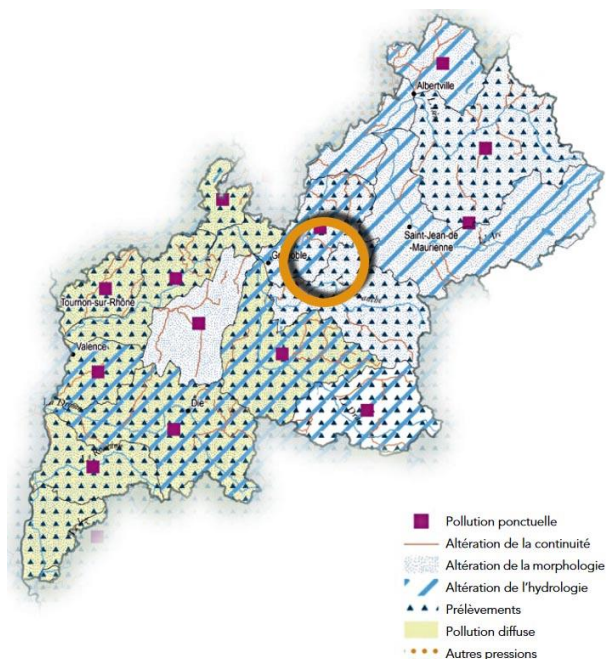 Albertville
Saint-Jean-de
-Maurienne
Tournon-sur-Rhône
Valence
Die
Pollution ponctuelle
Altération de la continuité
Altération de la morphologie
Altération de l'hydrologie
Prélèvements
Pollution diffuse
Autres pressions